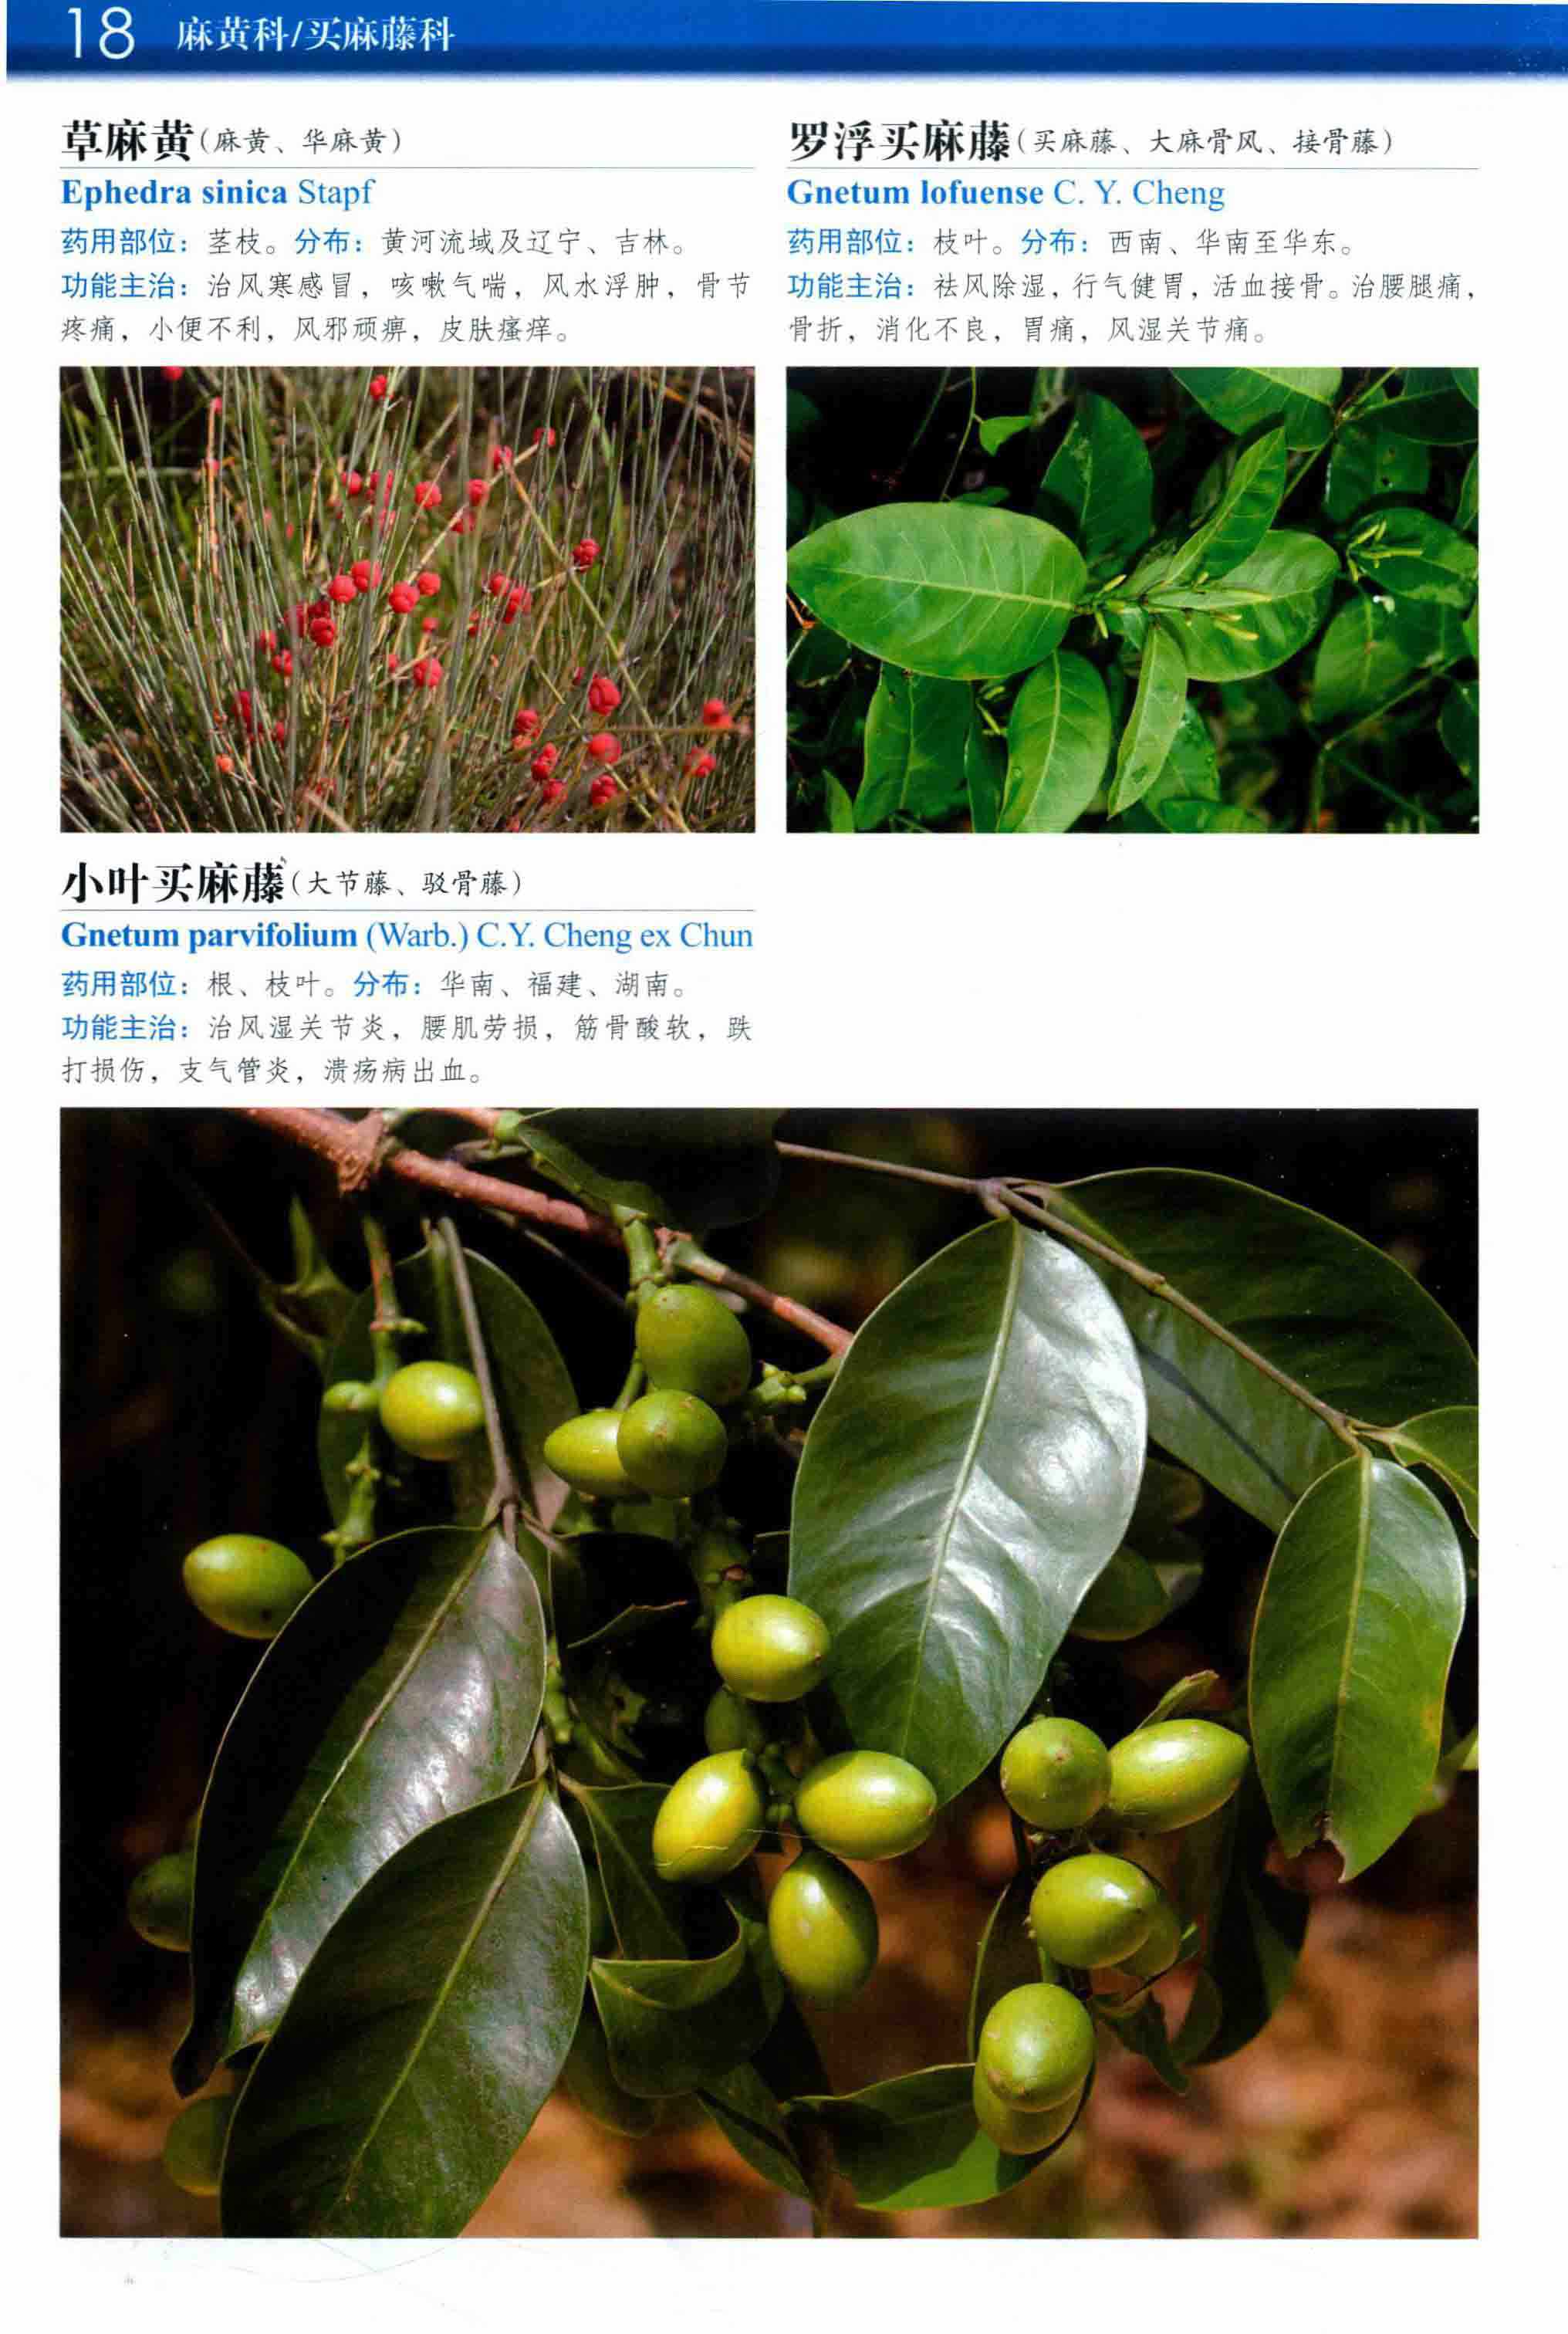 18 麻黄科/买麻藤科
草麻黄(麻黄、华麻黄)
Ephedra sinica Stapf
药用部位：茎枝。分布：黄河流域及辽宁、吉林。
功能主治：治风寒感冒，咳嗽气喘，风水浮肿，骨节
疼痛，小便不利，风邪顽痹，皮肤瘙痒。
罗浮买麻藤(买麻藤、大麻骨风、接骨藤)
Gnetum lofuense C. Y. Cheng
药用部位：枝叶。分布：西南、华南至华东。
功能主治：祛风除湿，行气健胃，活血接骨。治腰腿痛，
骨折，消化不良，胃痛，风湿关节痛。
小叶买麻藤(大节藤、驳骨藤)
Gnetum parvifolium (Warb.) C.Y. Cheng ex Chun
药用部位：根、枝叶。分布：华南、福建、湖南。
功能主治：治风湿关节炎，腰肌劳损，筋骨酸软，跌
打损伤，支气管炎，溃疡病出血。